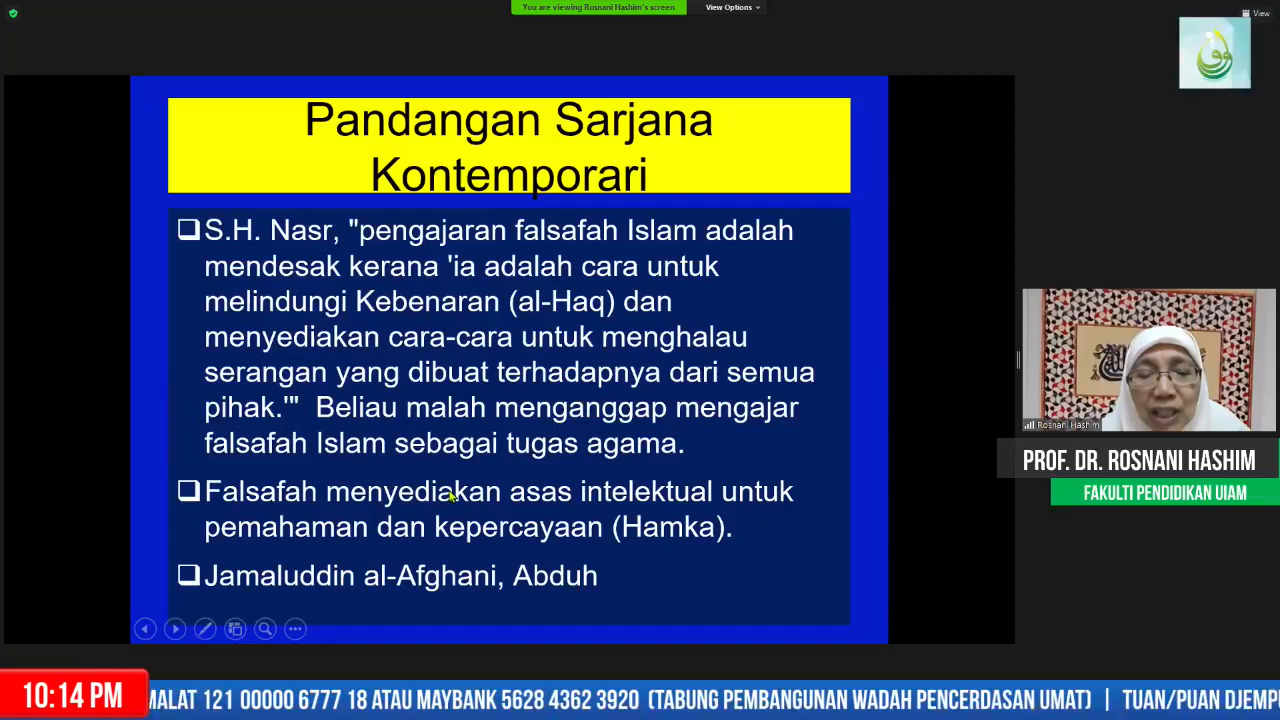 You are viewing Rosnani Hashim's screen
View Options
View
Pandangan Sarjana
Kontemporari
S.H. Nasr, "pengajaran falsafah Islam adalah
mendesak kerana 'ia adalah cara untuk
melindungi Kebenaran (al-Haq) dan
menyediakan cara-cara untuk menghalau
serangan yang dibuat terhadapnya dari semua
pihak.'" Beliau malah menganggap mengajar
falsafah Islam sebagai tugas agama.
Falsafah menyediakan asas intelektual untuk
pemahaman dan kepercayaan (Hamka).
Jamaluddin al-Afghani, Abduh
Rosnani Hashim
PROF. DR. ROSNANI HASHIM
FAKULTI PENDIDIKAN UIAM
10:14 PM
MALAT 121 00000 6777 18 ATAU MAYBANK 5628 4362 3920 (TABUNG PEMBANGUNAN WADAH PENCERDASAN UMAT) | TUAN/PUAN DJEMP